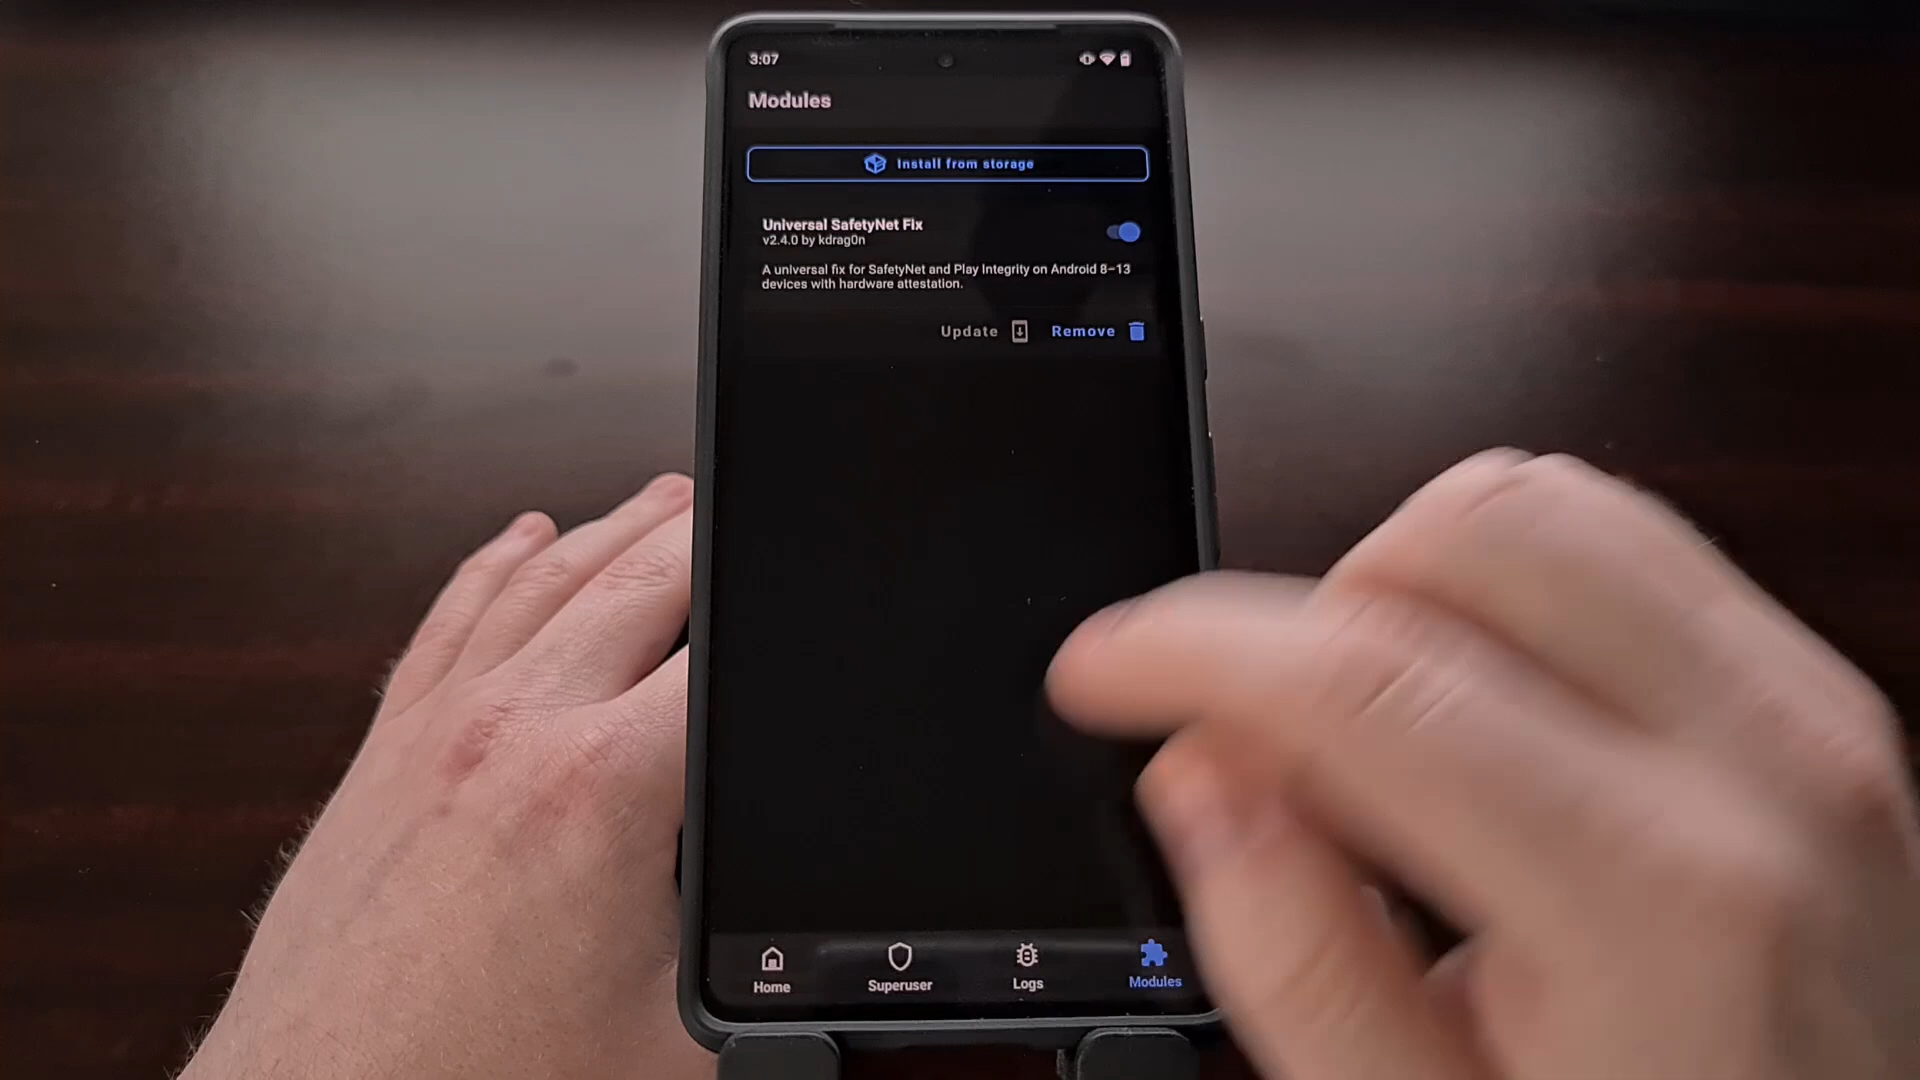 3:07
Modules
Install from storage
Universal SafetyNet Fix
v2.4.0 by kdrag0n
A universal fix for SafetyNet and Play Integrity on Android 8-13
devices with hardware attestation.
Update Remove
Home Superuser Logs Modules